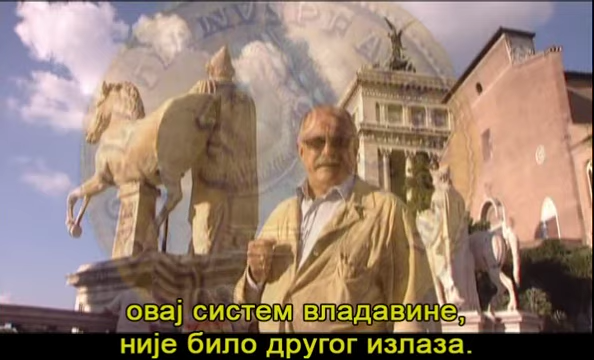 овај систем владавине,
није било другог излаза.